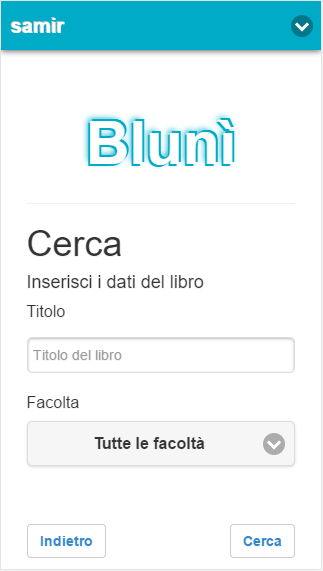 samir
Blunì
Cerca
Inserisci i dati del libro
Titolo
Titolo del libro
Facolta
Tutte le facoltà
Indietro
Cerca